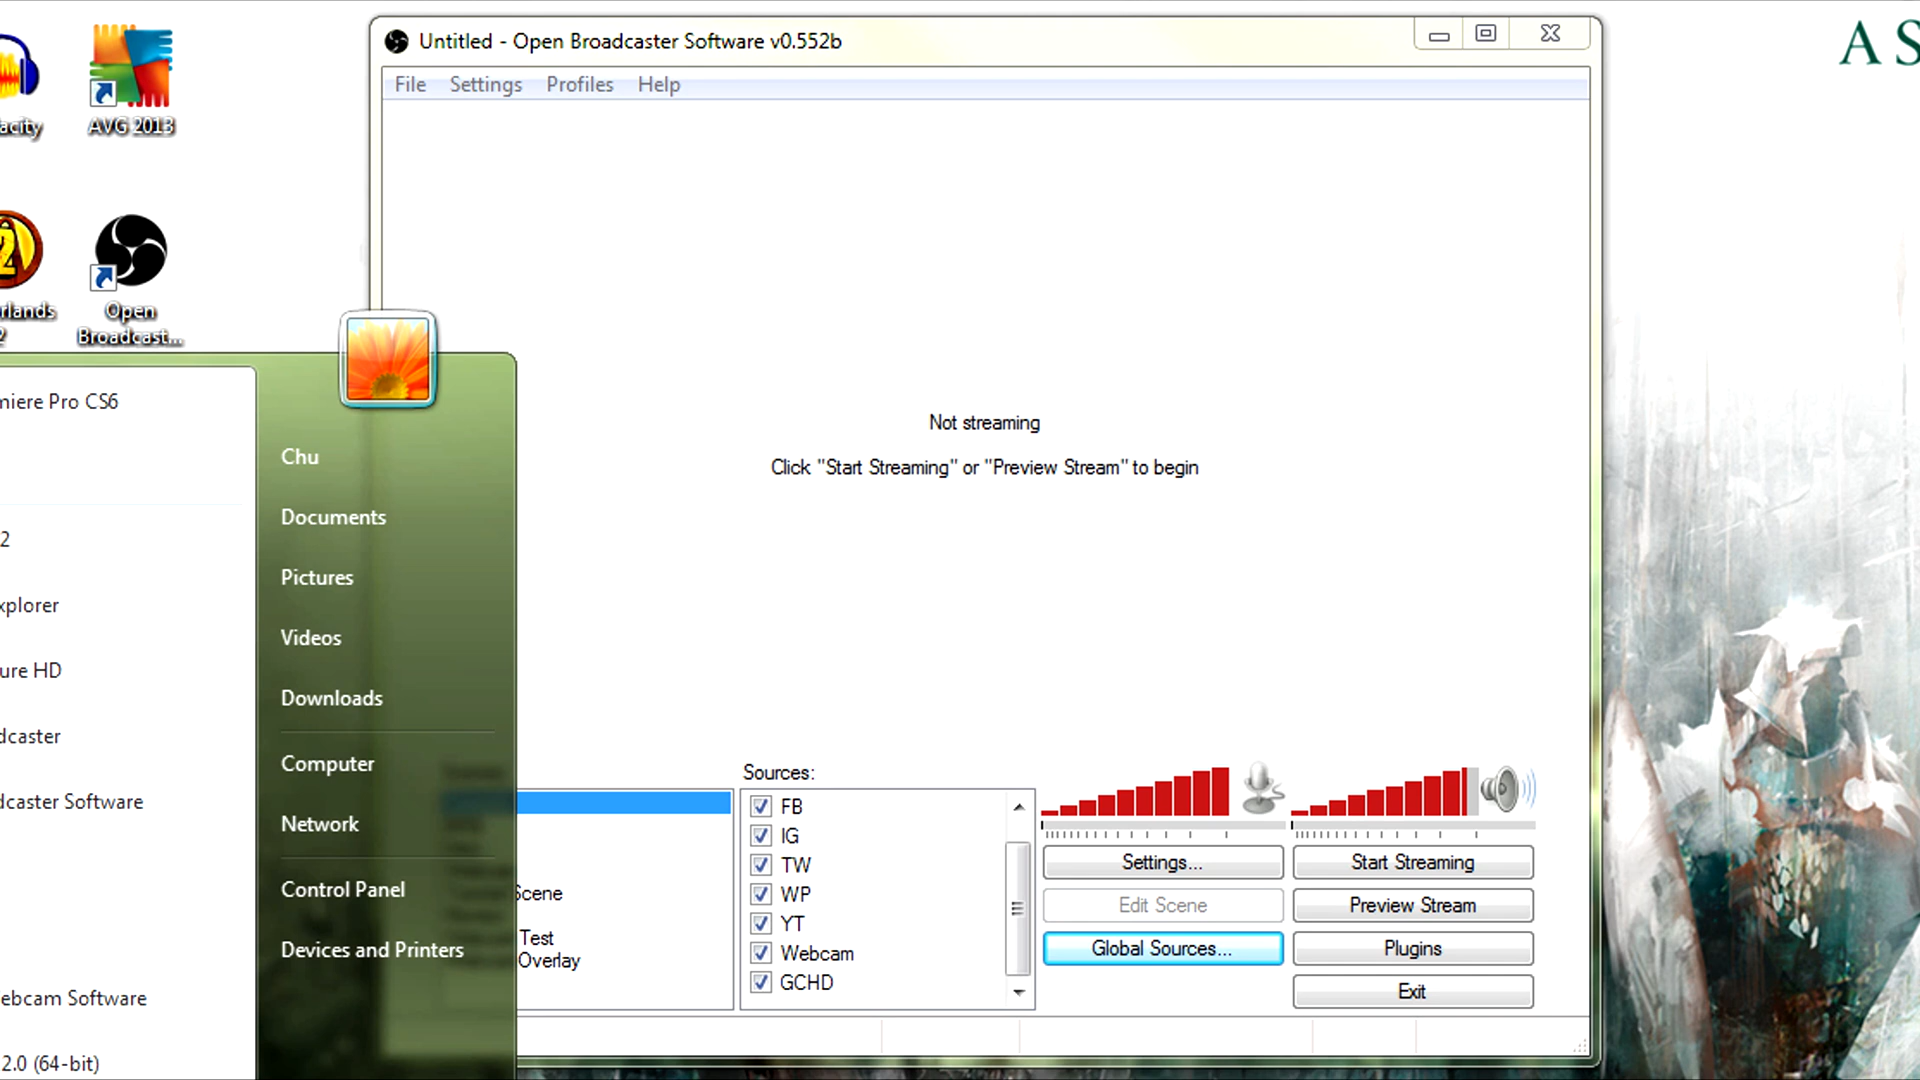 Untitled - Open Broadcaster Software v0.552b
File Settings Profiles Help
A S
acity
AVG 2013
rlands
2
Open
Broadcast...
Not streaming
Click "Start Streaming" or "Preview Stream" to begin
miere Pro CS6
2
xplorer
ure HD
dcaster
dcaster Software
ebcam Software
2.0 (64-bit)
Chu
Documents
Pictures
Videos
Downloads
Computer
Network
Control Panel
Devices and Printers
Scene
Test
Overlay
Sources:
FB
IG
TW
WP
YT
Webcam
GCHD
Settings...
Edit Scene
Global Sources...
Start Streaming
Preview Stream
Plugins
Exit